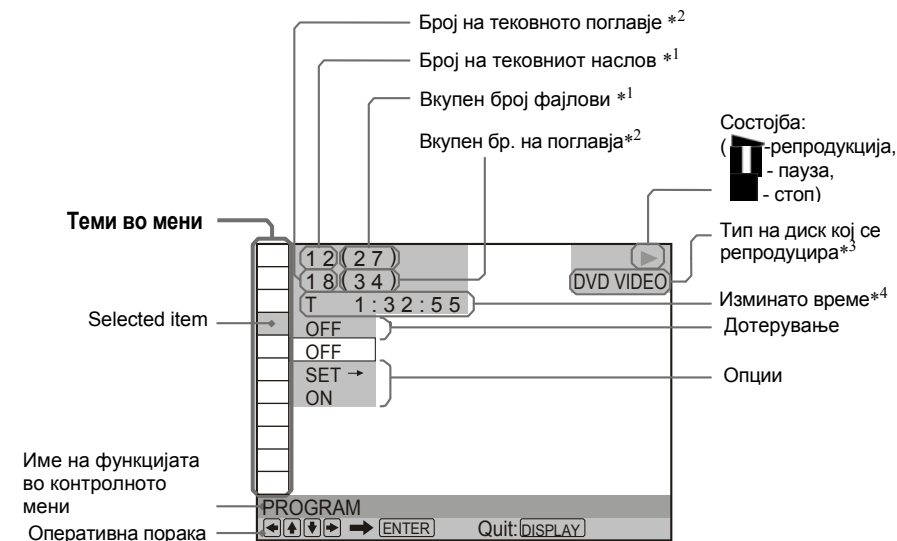 Број на тековното поглавје *2
Број на тековниот наслов *1
Вкупен број фајлови *1
Вкупен бр. на поглавја*2
Состојба:
( -репродукција,
- пауза,
- стоп)
Теми во мени
Тип на диск кој се
репродуцира*3
12(27)
18(34)
DVD VIDEO
T 1:32:55
Изминато време*4
Selected item
OFF
Дотерување
OFF
SET →
Опции
ON
Име на функцијата
во контролното
мени
PROGRAM
Оперативна порака
← ↑ ↓ → ➡ ENTER Quit: DISPLAY